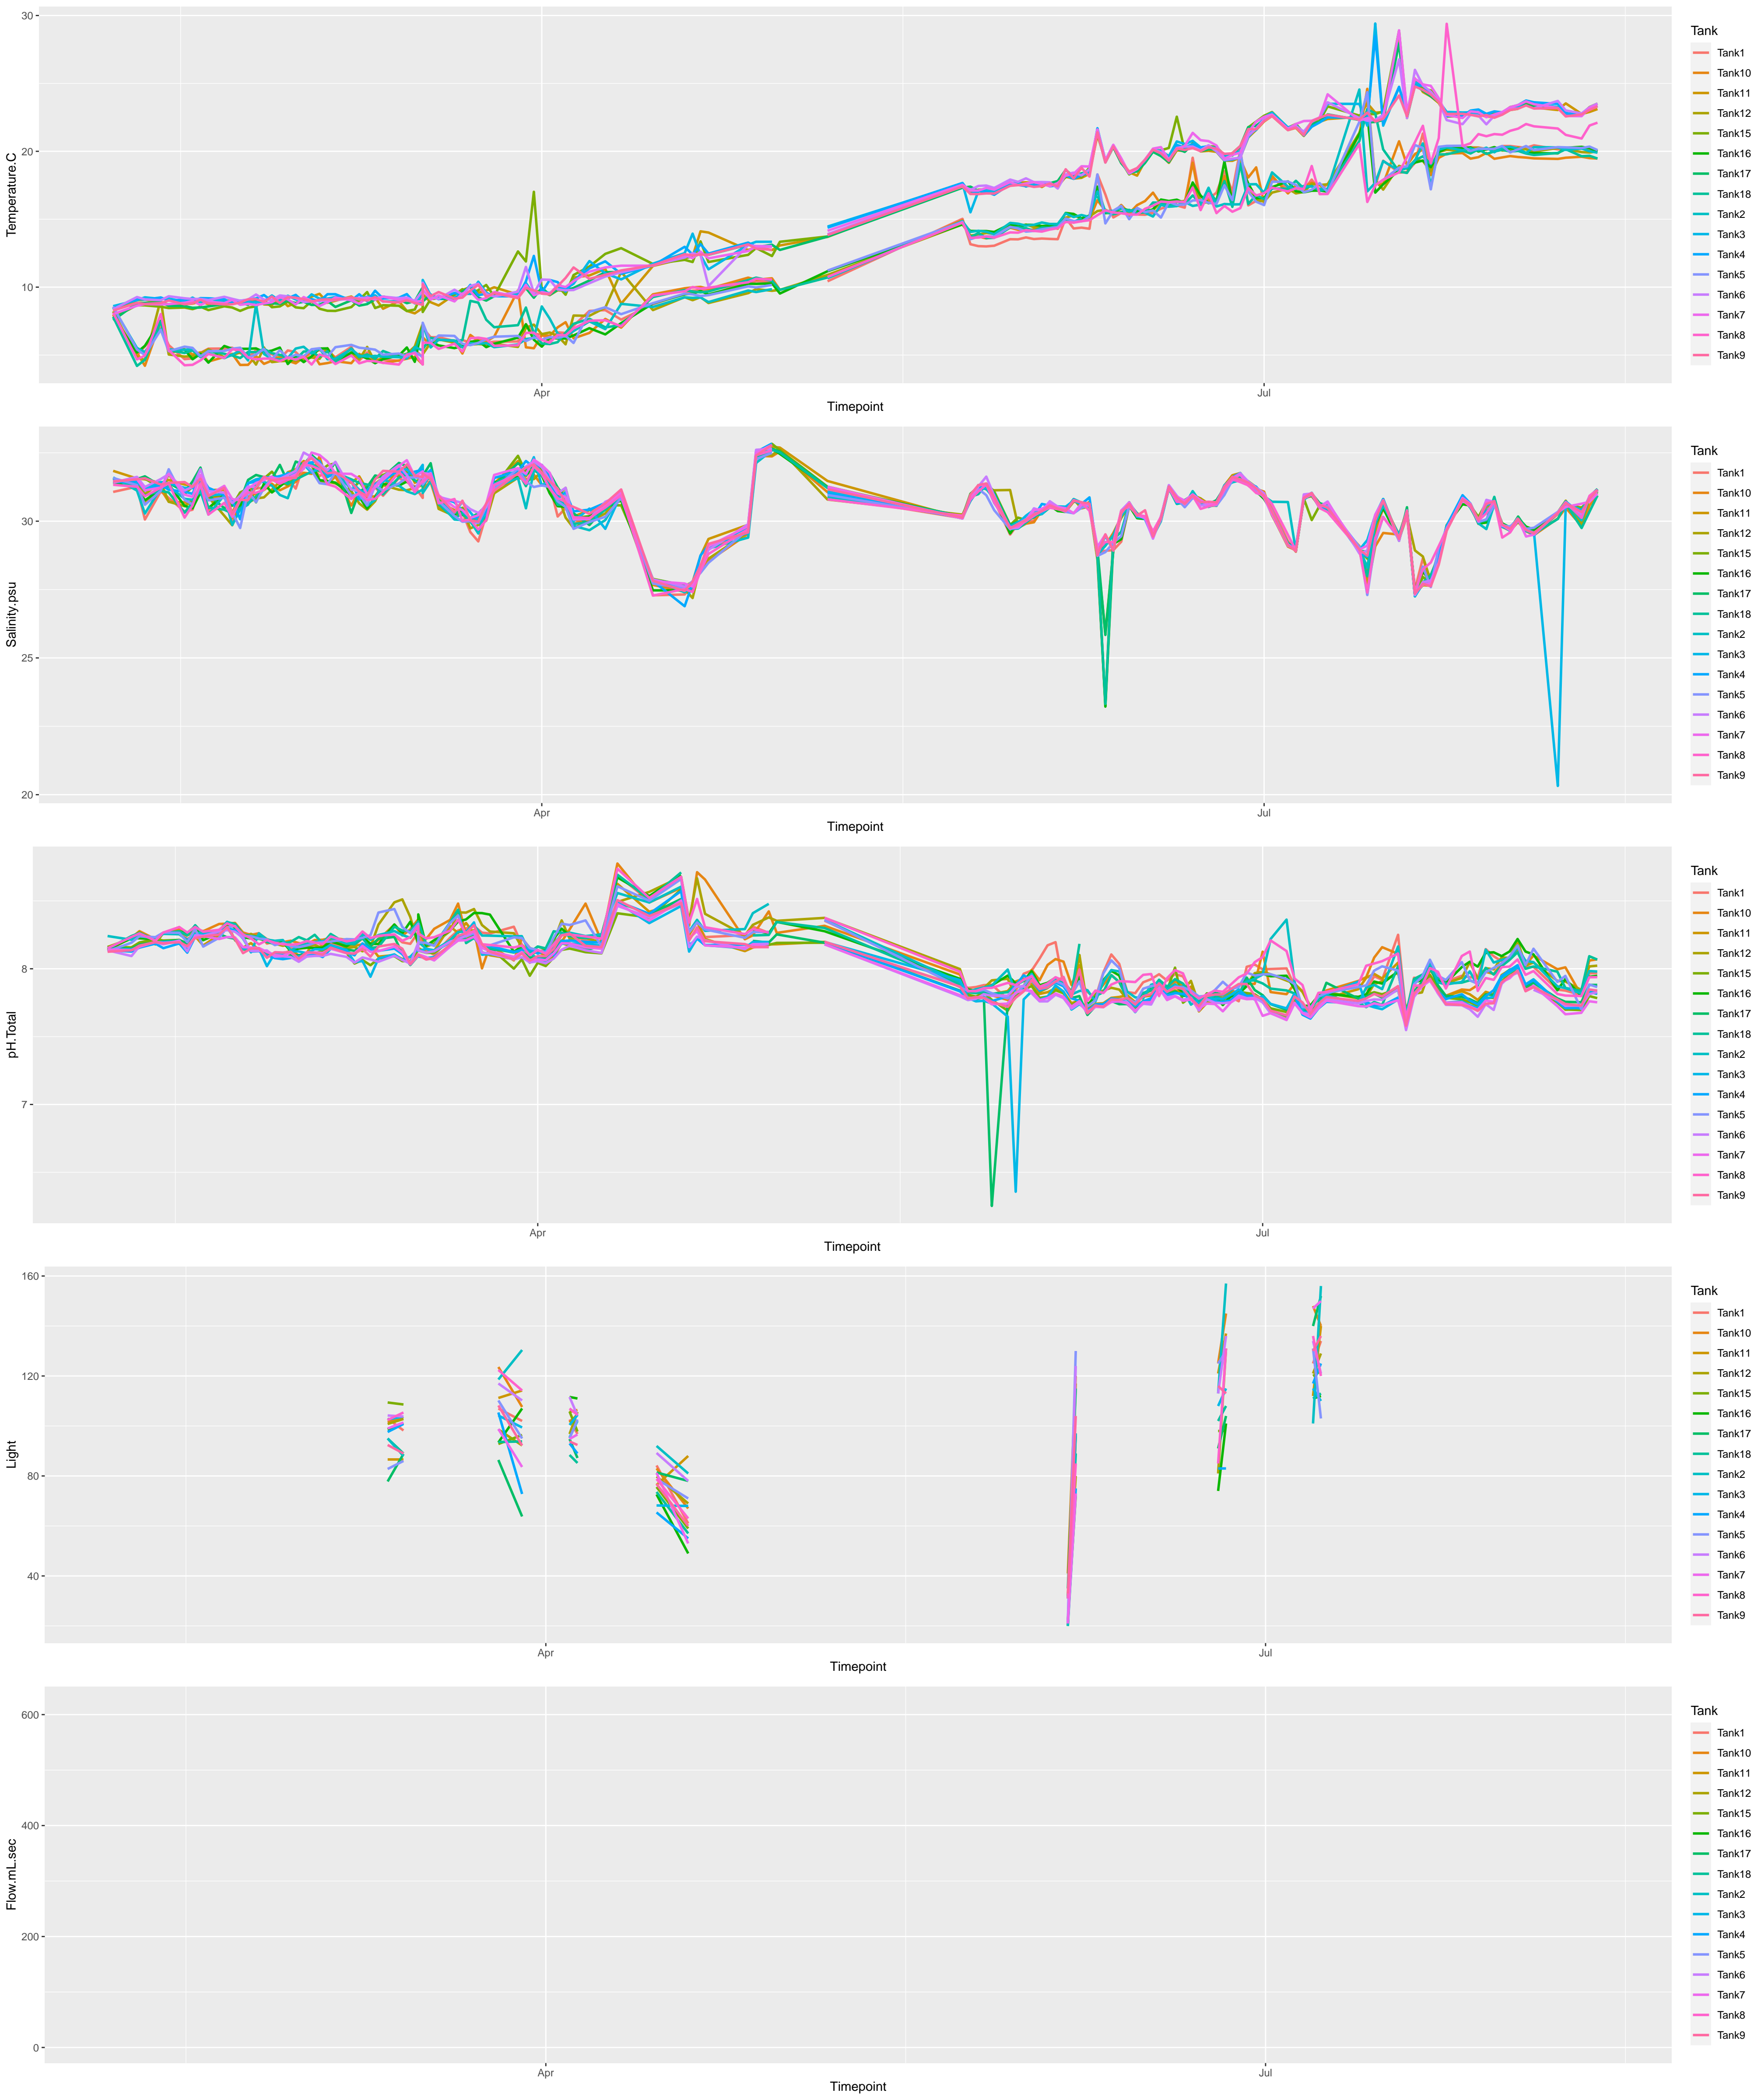 Temperature.C
30
20
10
Apr
Jul
Timepoint
Tank
Tank1
Tank10
Tank11
Tank12
Tank15
Tank16
Tank17
Tank18
Tank2
Tank3
Tank4
Tank5
Tank6
Tank7
Tank8
Tank9
Salinity.psu
30
25
20
Apr
Jul
Timepoint
Tank
Tank1
Tank10
Tank11
Tank12
Tank15
Tank16
Tank17
Tank18
Tank2
Tank3
Tank4
Tank5
Tank6
Tank7
Tank8
Tank9
pH.Total
8
7
Apr
Jul
Timepoint
Tank
Tank1
Tank10
Tank11
Tank12
Tank15
Tank16
Tank17
Tank18
Tank2
Tank3
Tank4
Tank5
Tank6
Tank7
Tank8
Tank9
Light
160
120
80
40
Apr
Jul
Timepoint
Tank
Tank1
Tank10
Tank11
Tank12
Tank15
Tank16
Tank17
Tank18
Tank2
Tank3
Tank4
Tank5
Tank6
Tank7
Tank8
Tank9
Flow.mL.sec
600
400
200
0
Apr
Jul
Timepoint
Tank
Tank1
Tank10
Tank11
Tank12
Tank15
Tank16
Tank17
Tank18
Tank2
Tank3
Tank4
Tank5
Tank6
Tank7
Tank8
Tank9